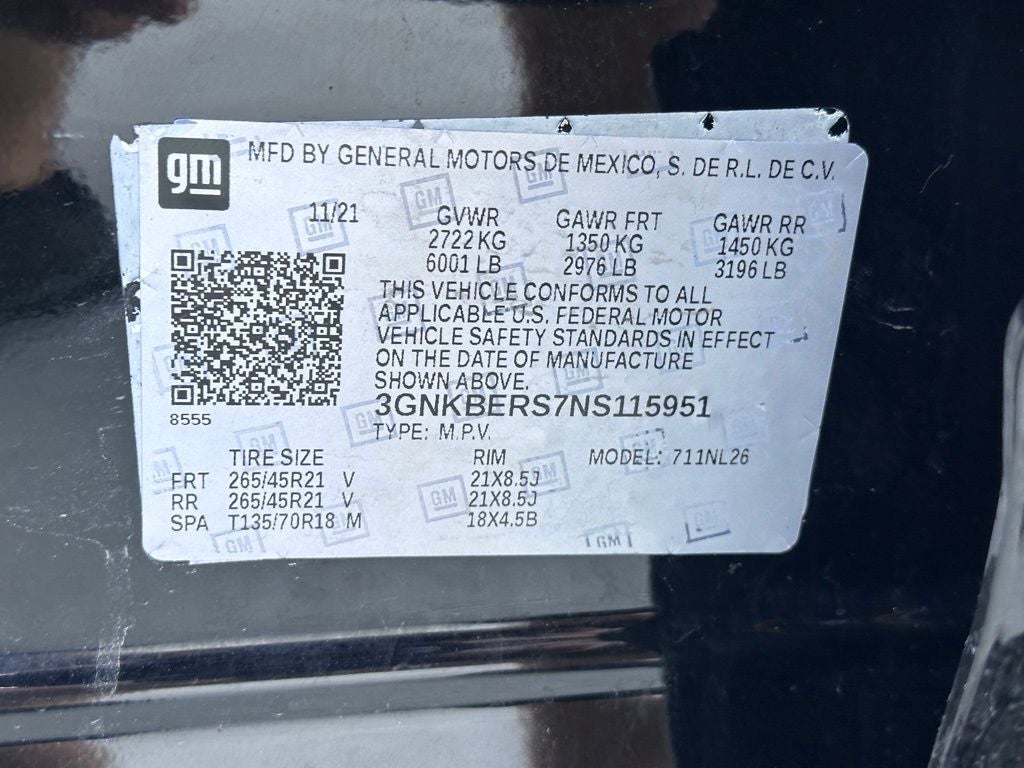 gm MFD BY GENERAL MOTORS DE MEXICO, S. DE R.L. DE C.V.
11/21 GVWR GAWR FRT GAWR RR
2722 KG 1350 KG 1450 KG
6001 LB 2976 LB 3196 LB
THIS VEHICLE CONFORMS TO ALL
APPLICABLE U.S. FEDERAL MOTOR
VEHICLE SAFETY STANDARDS IN EFFECT
ON THE DATE OF MANUFACTURE
SHOWN ABOVE.
8555 3GNKBERS7NS115951
TYPE: M.P.V.
TIRE SIZE RIM MODEL: 711NL26
FRT 265/45R21 V 21X8.5J
RR 265/45R21 V 21X8.5J
SPA T135/70R18 M 18X4.5B